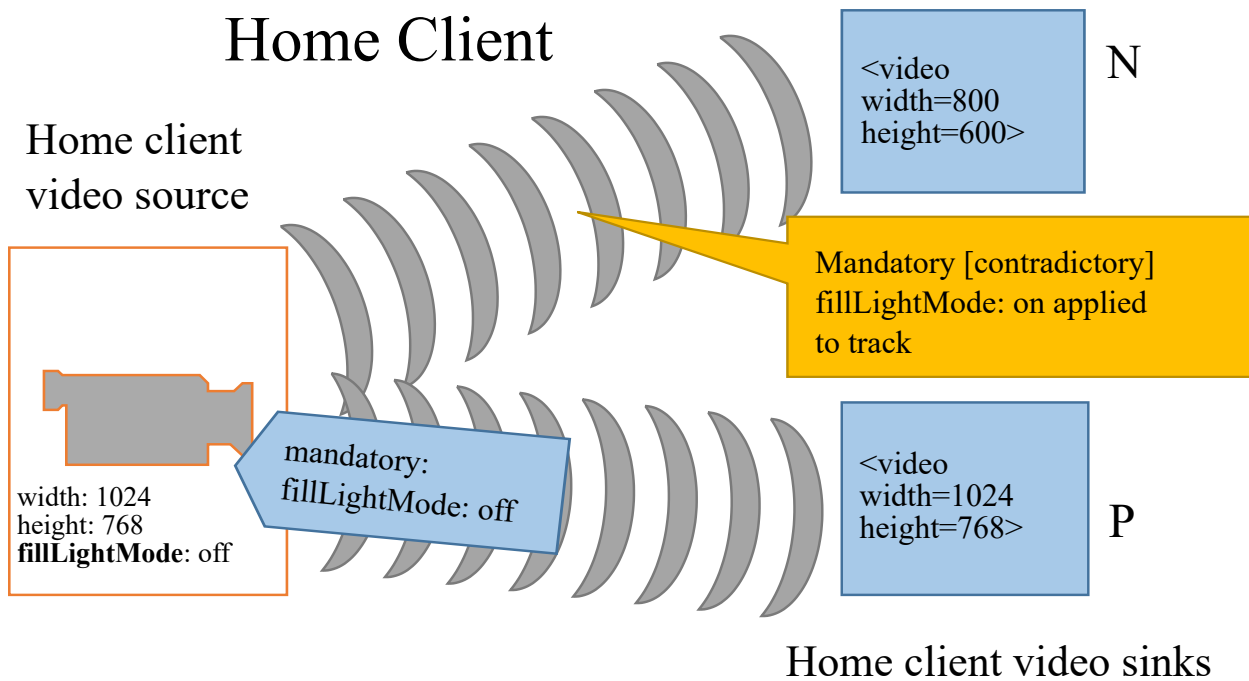 Home Client
Home client
video source
<video
width=800
height=600>
N
Mandatory [contradictory]
fillLightMode: on applied
to track
mandatory:
fillLightMode: off
width: 1024
height: 768
fillLightMode: off
<video
width=1024
height=768>
P
Home client video sinks